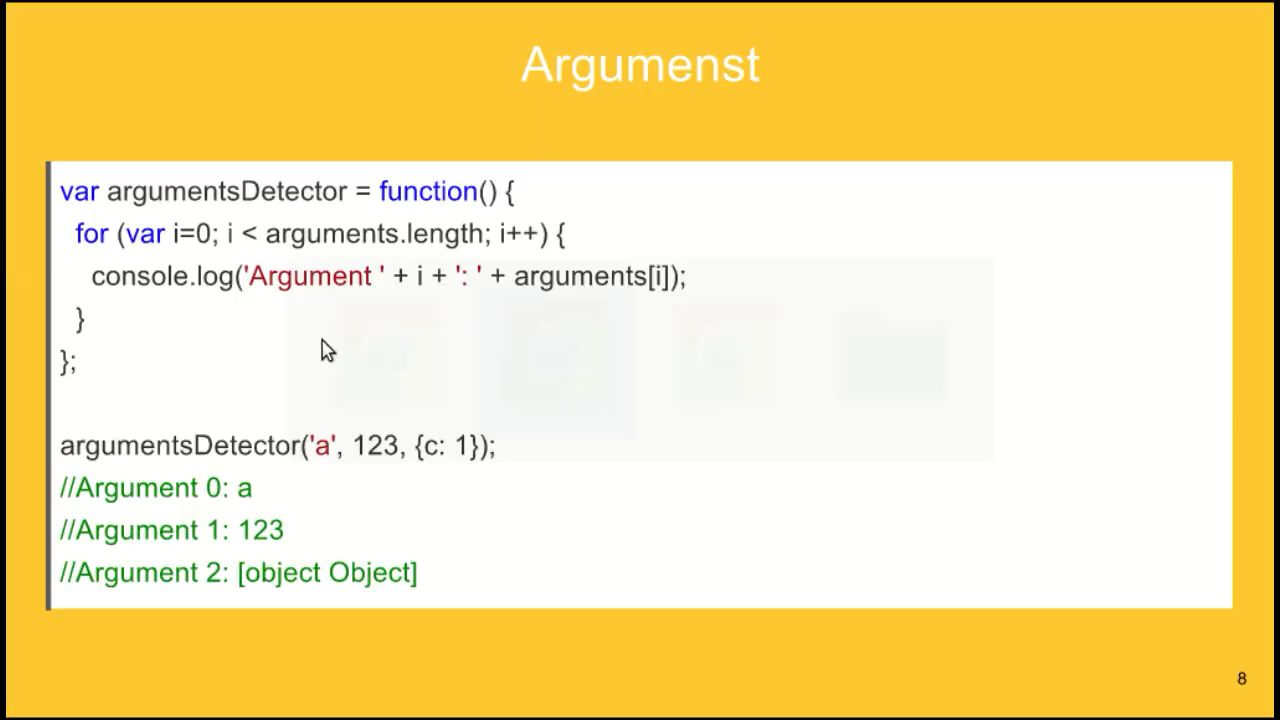 Argumenst
var argumentsDetector = function() {
for (var i=0; i < arguments.length; i++) {
console.log('Argument ' + i + ': ' + arguments[i]);
}
};
argumentsDetector('a', 123, {c: 1});
//Argument 0: a
//Argument 1: 123
//Argument 2: [object Object]
8